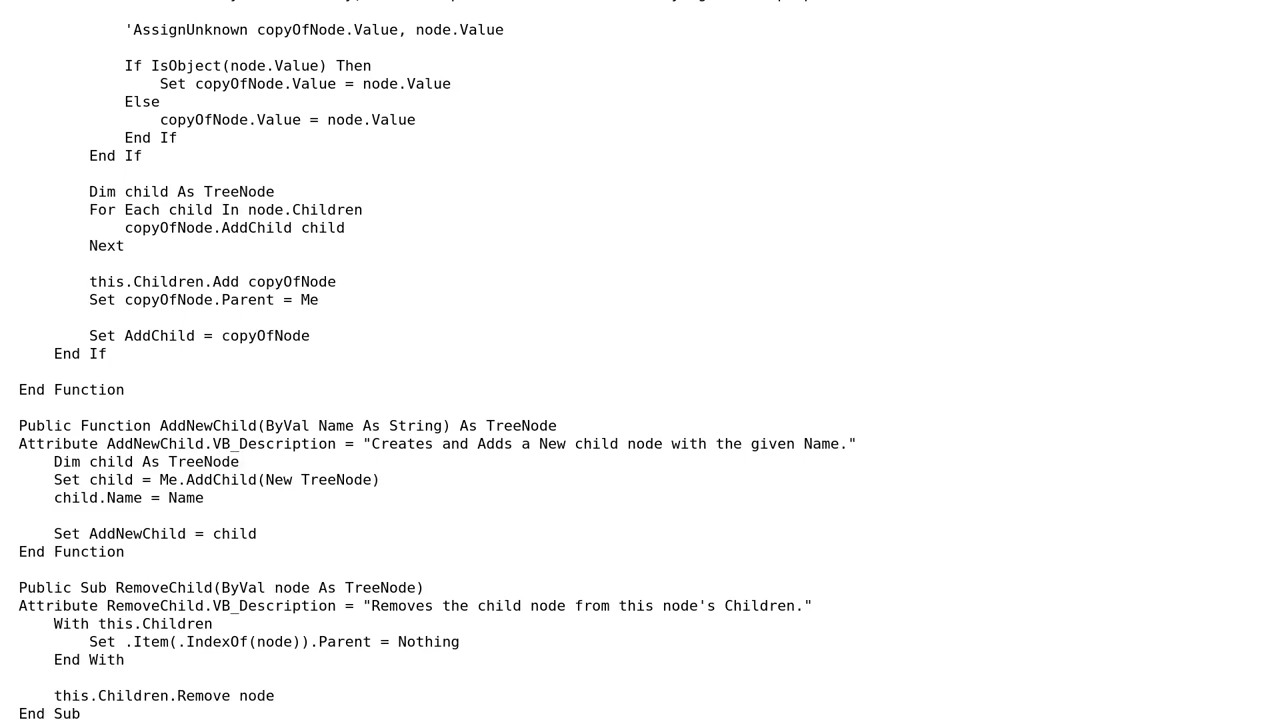 'AssignUnknown copyOfNode.Value, node.Value
If IsObject(node.Value) Then
Set copyOfNode.Value = node.Value
Else
copyOfNode.Value = node.Value
End If
End If
Dim child As TreeNode
For Each child In node.Children
copyOfNode.AddChild child
Next
this.Children.Add copyOfNode
Set copyOfNode.Parent = Me
Set AddChild = copyOfNode
End If
End Function
Public Function AddNewChild(ByVal Name As String) As TreeNode
Attribute AddNewChild.VB_Description = "Creates and Adds a New child node with the given Name."
Dim child As TreeNode
Set child = Me.AddChild(New TreeNode)
child.Name = Name
Set AddNewChild = child
End Function
Public Sub RemoveChild(ByVal node As TreeNode)
Attribute RemoveChild.VB_Description = "Removes the child node from this node's Children."
With this.Children
Set .Item(.IndexOf(node)).Parent = Nothing
End With
this.Children.Remove node
End Sub